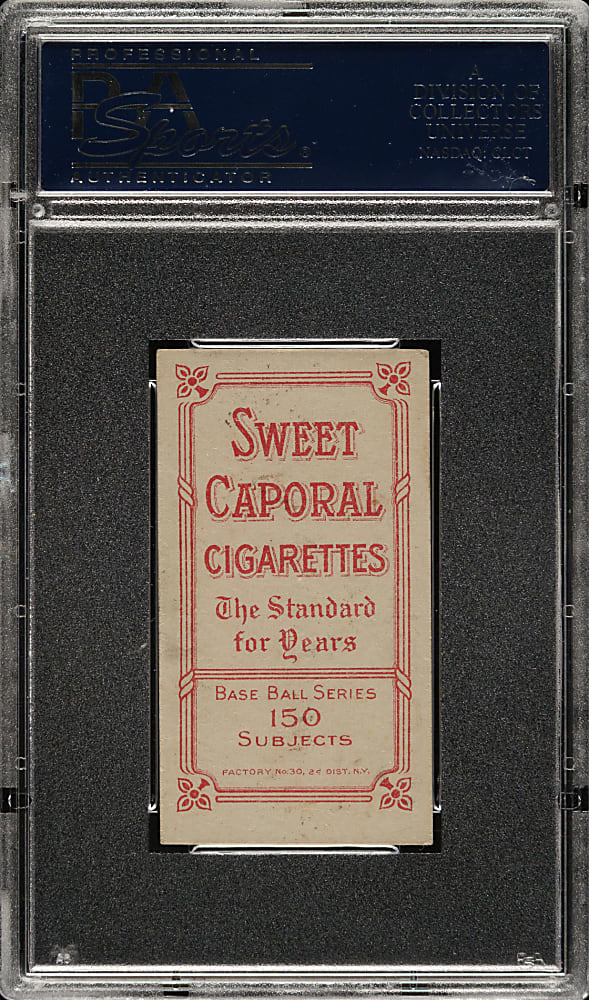 PROFESSIONAL
PSA
Sports
AUTHENTICATOR
A
DIVISION OF
COLLECTORS
UNIVERSE
NASDAQ: CLCT
SWEET
CAPORAL
CIGARETTES
The Standard
for Years
BASE BALL SERIES
150
SUBJECTS
FACTORY No. 30, 2d DIST. N.Y.
PSA